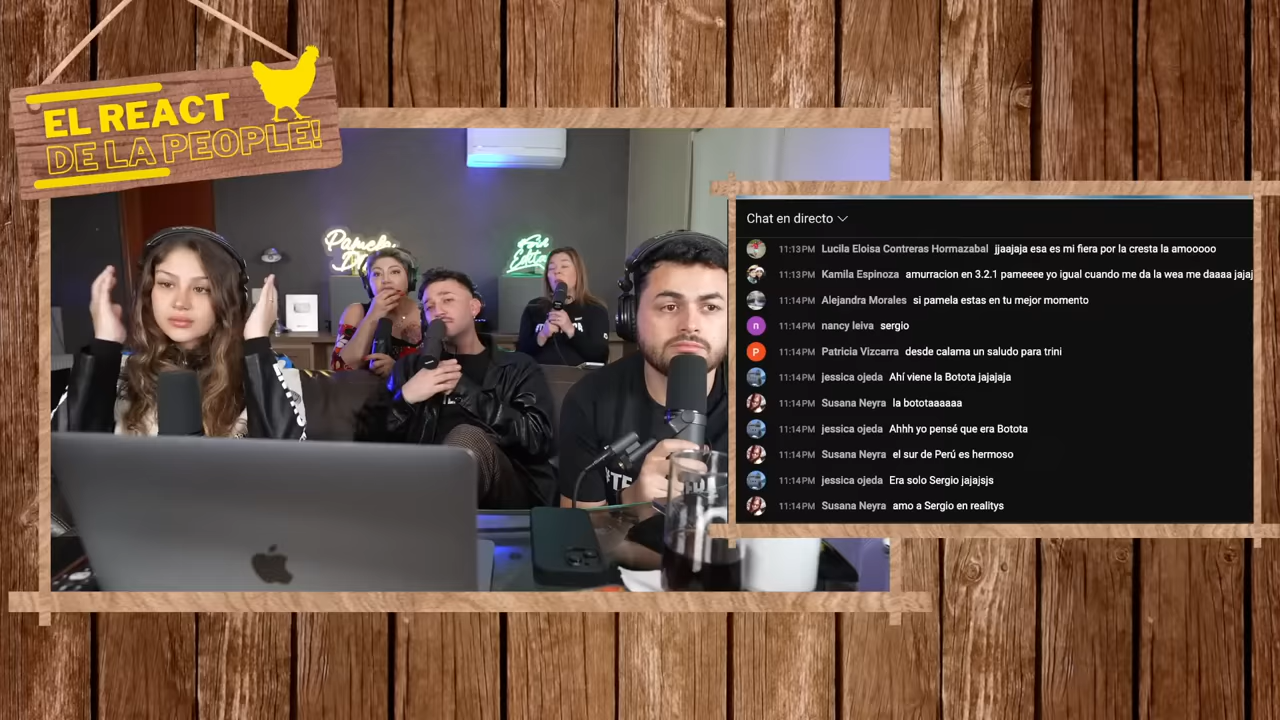 EL REACT
DE LA PEOPLE!
Pamela
Chat en directo
11:13 PM Lucila Eloisa Contreras Hormazabal jjaajaja esa es mi fiera por la cresta la amooooo
11:13 PM Kamila Espinoza amurracion en 3.2.1 pameeee yo igual cuando me da la wea me daaaa jajaj
11:14 PM Alejandra Morales si pamela estas en tu mejor momento
n 11:14 PM nancy leiva sergio
P 11:14 PM Patricia Vizcarra desde calama un saludo para trini
11:14 PM jessica ojeda Ahí viene la Botota jajajaja
11:14 PM Susana Neyra la bototaaaaaa
11:14 PM jessica ojeda Ahhh yo pensé que era Botota
11:14 PM Susana Neyra el sur de Perú es hermoso
11:14 PM jessica ojeda Era solo Sergio jajajsjs
11:14 PM Susana Neyra amo a Sergio en realitys